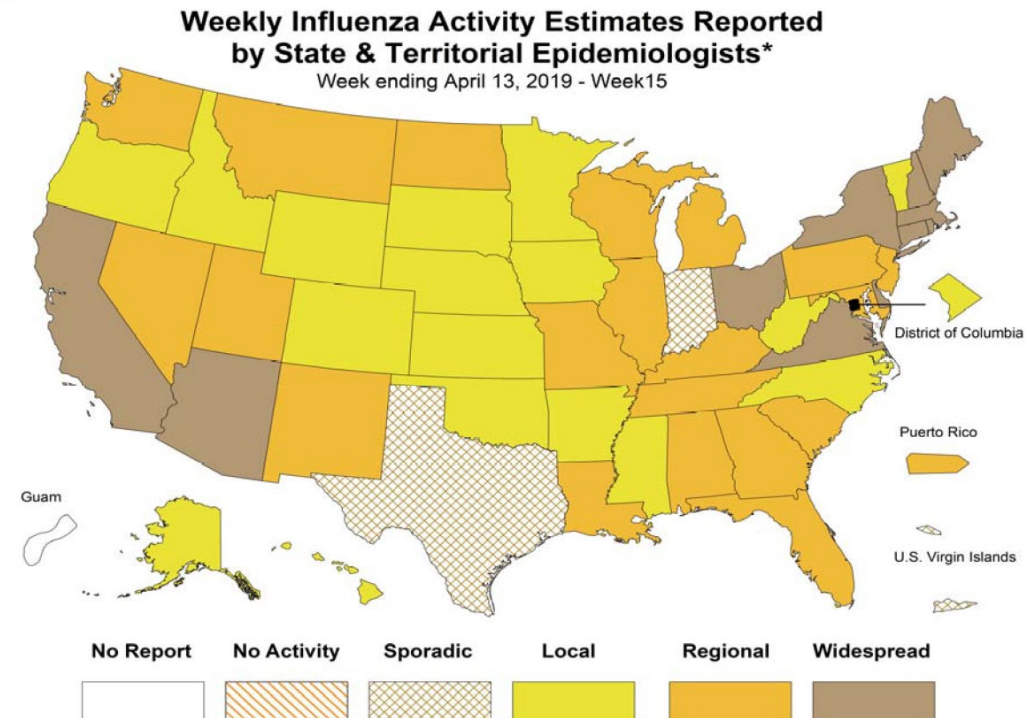 Weekly Influenza Activity Estimates Reported
by State & Territorial Epidemiologists*
Week ending April 13, 2019 - Week15
District of Columbia
Puerto Rico
Guam
U.S. Virgin Islands
No Report No Activity Sporadic Local Regional Widespread